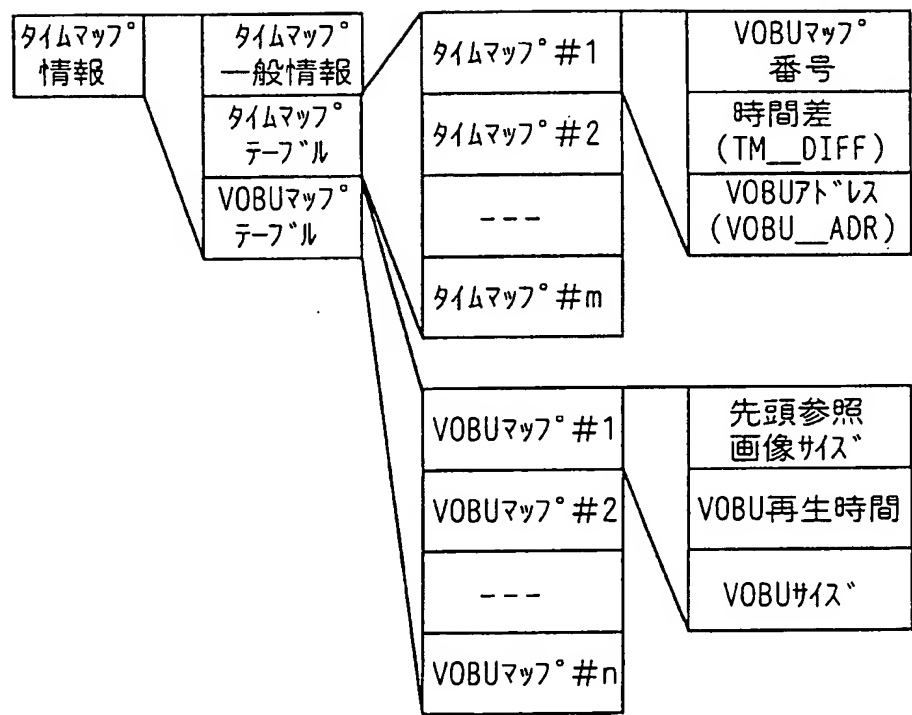 ﾀｲﾑﾏｯﾌﾟ
情報
ﾀｲﾑﾏｯﾌﾟ
一般情報
ﾀｲﾑﾏｯﾌﾟ
ﾃｰﾌﾞﾙ
VOBUﾏｯﾌﾟ
ﾃｰﾌﾞﾙ
ﾀｲﾑﾏｯﾌﾟ#1
ﾀｲﾑﾏｯﾌﾟ#2
---
ﾀｲﾑﾏｯﾌﾟ#m
VOBUﾏｯﾌﾟ
番号
時間差
(TM__DIFF)
VOBUｱﾄﾞﾚｽ
(VOBU__ADR)
VOBUﾏｯﾌﾟ#1
VOBUﾏｯﾌﾟ#2
---
VOBUﾏｯﾌﾟ#n
先頭参照
画像ｻｲｽﾞ
VOBU再生時間
VOBUｻｲｽﾞ